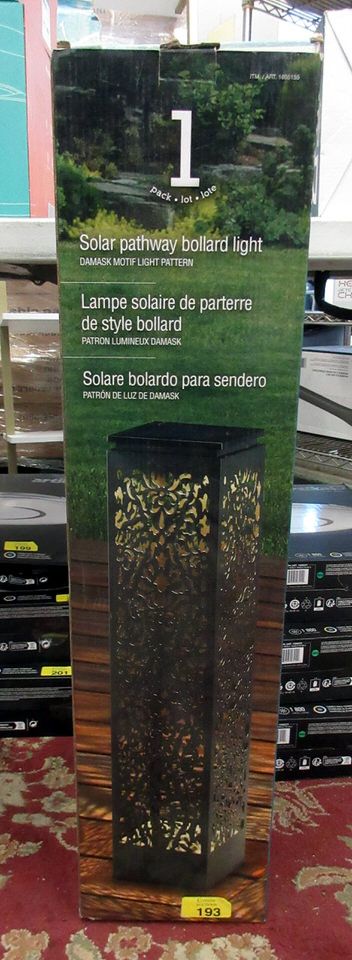 ITM. / ART. 1605155
1
pack • lot • lote
Solar pathway bollard light
DAMASK MOTIF LIGHT PATTERN
Lampe solaire de parterre
de style bollard
PATRON LUMINEUX DAMASK
Solare bolardo para sendero
PATRÓN DE LUZ DE DAMASK
199
201
193